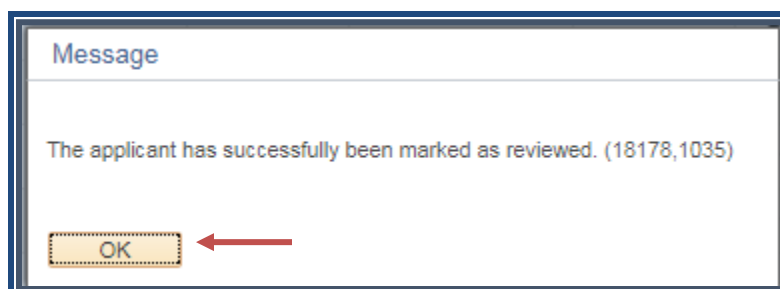 Message
The applicant has successfully been marked as reviewed. (18178,1035)
OK